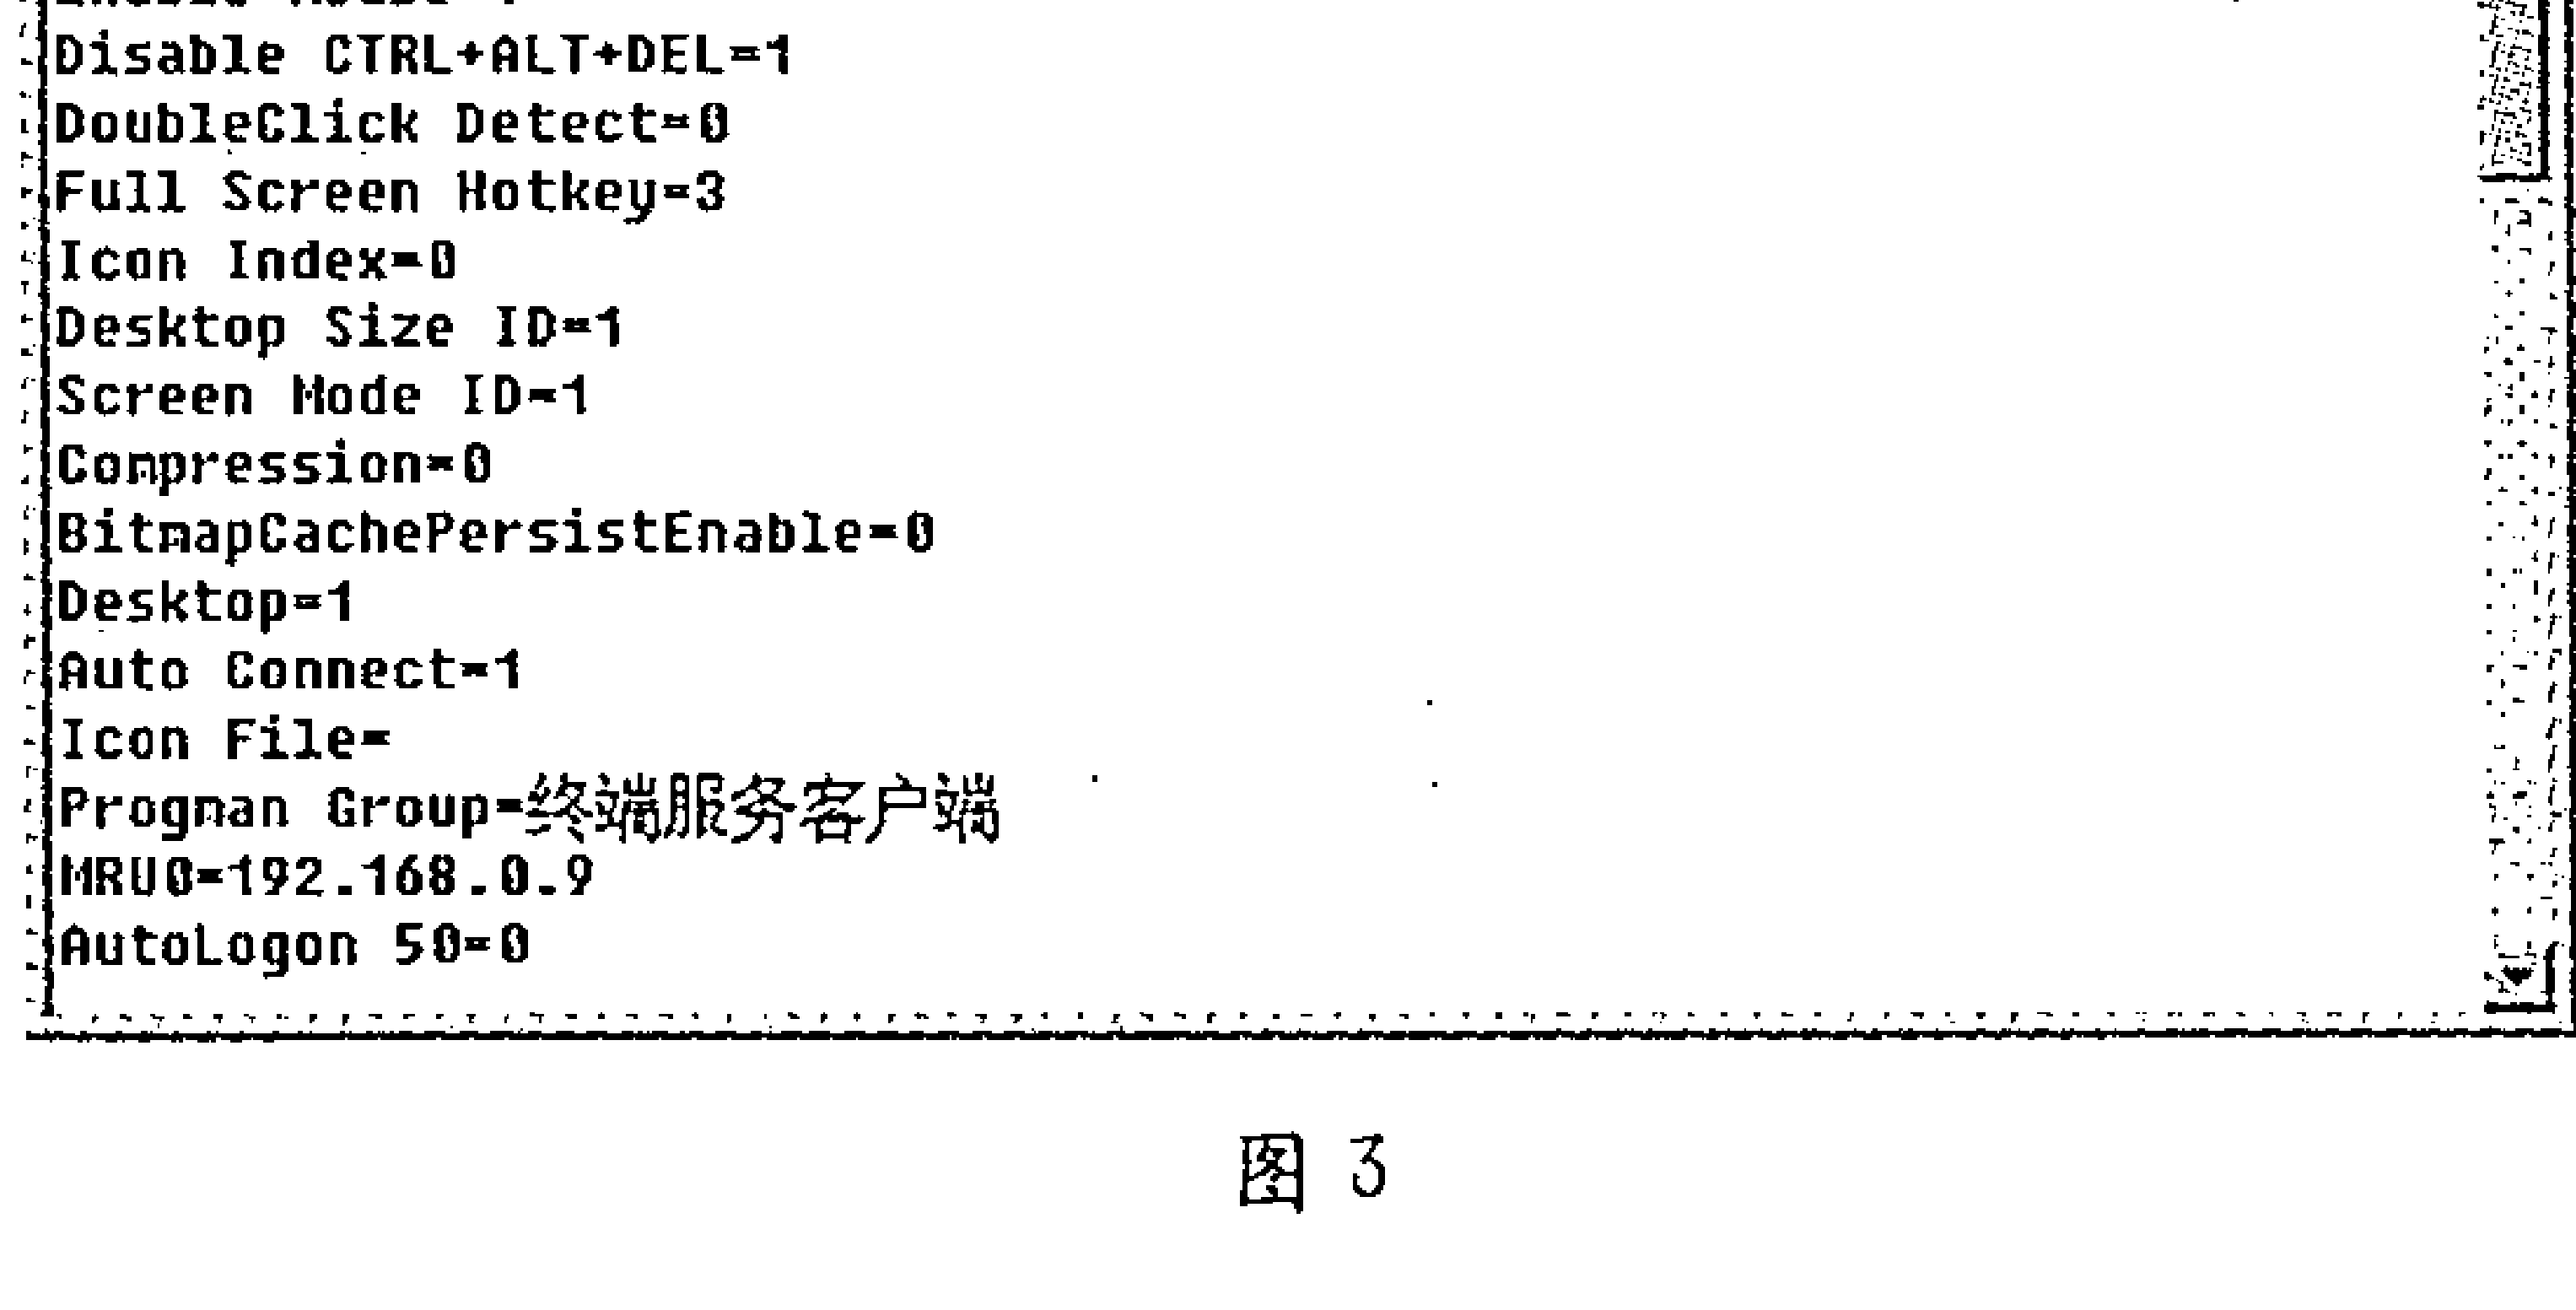 Disable CTRL+ALT+DEL=1
DoubleClick Detect=0
Full Screen Hotkey=3
Icon Index=0
Desktop Size ID=1
Screen Mode ID=1
Compression=0
BitmapCachePersistEnable=0
Desktop=1
Auto Connect=1
Icon File=
Progman Group=终端服务客户端
MRU0=192.168.0.9
AutoLogon 50=0
图 3